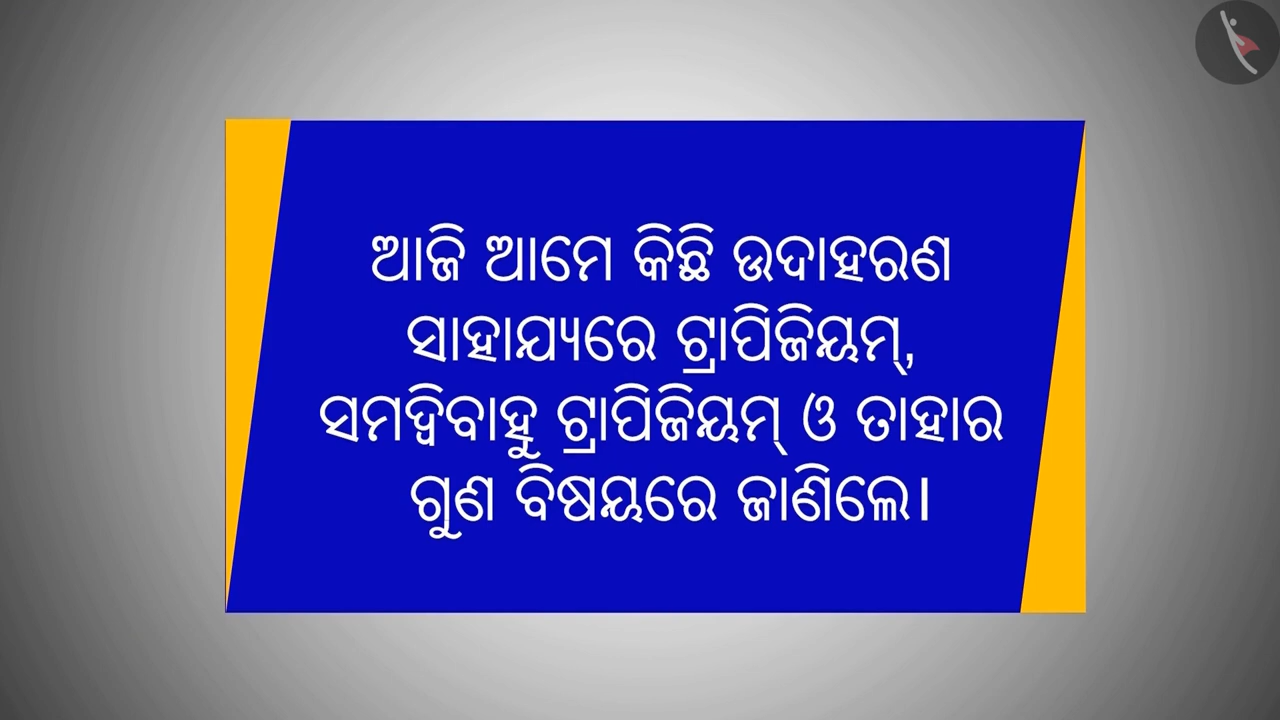 ଆଜି ଆମେ କିଛି ଉଦାହରଣ
ସାହାଯ୍ୟରେ ଟ୍ରାପିଜିୟମ୍,
ସମଦ୍ୱିବାହୁ ଟ୍ରାପିଜିୟମ୍ ଓ ତାହାର
ଗୁଣ ବିଷୟରେ ଜାଣିଲେ।